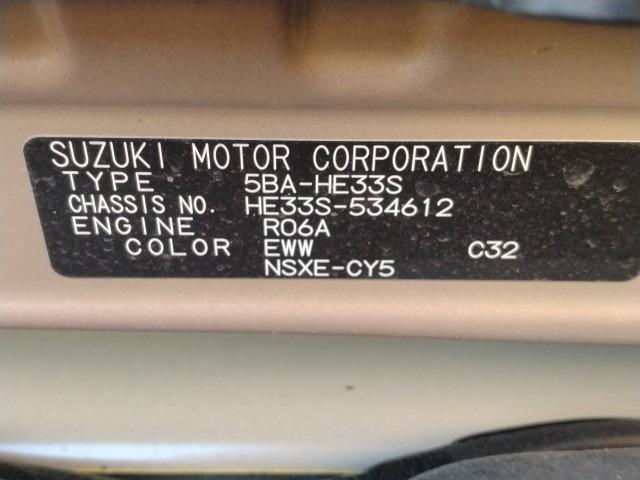 SUZUKI MOTOR CORPORATION
TYPE 5BA-HE33S
CHASSIS NO. HE33S-534612
ENGINE R06A
COLOR EWW C32
NSXE-CY5